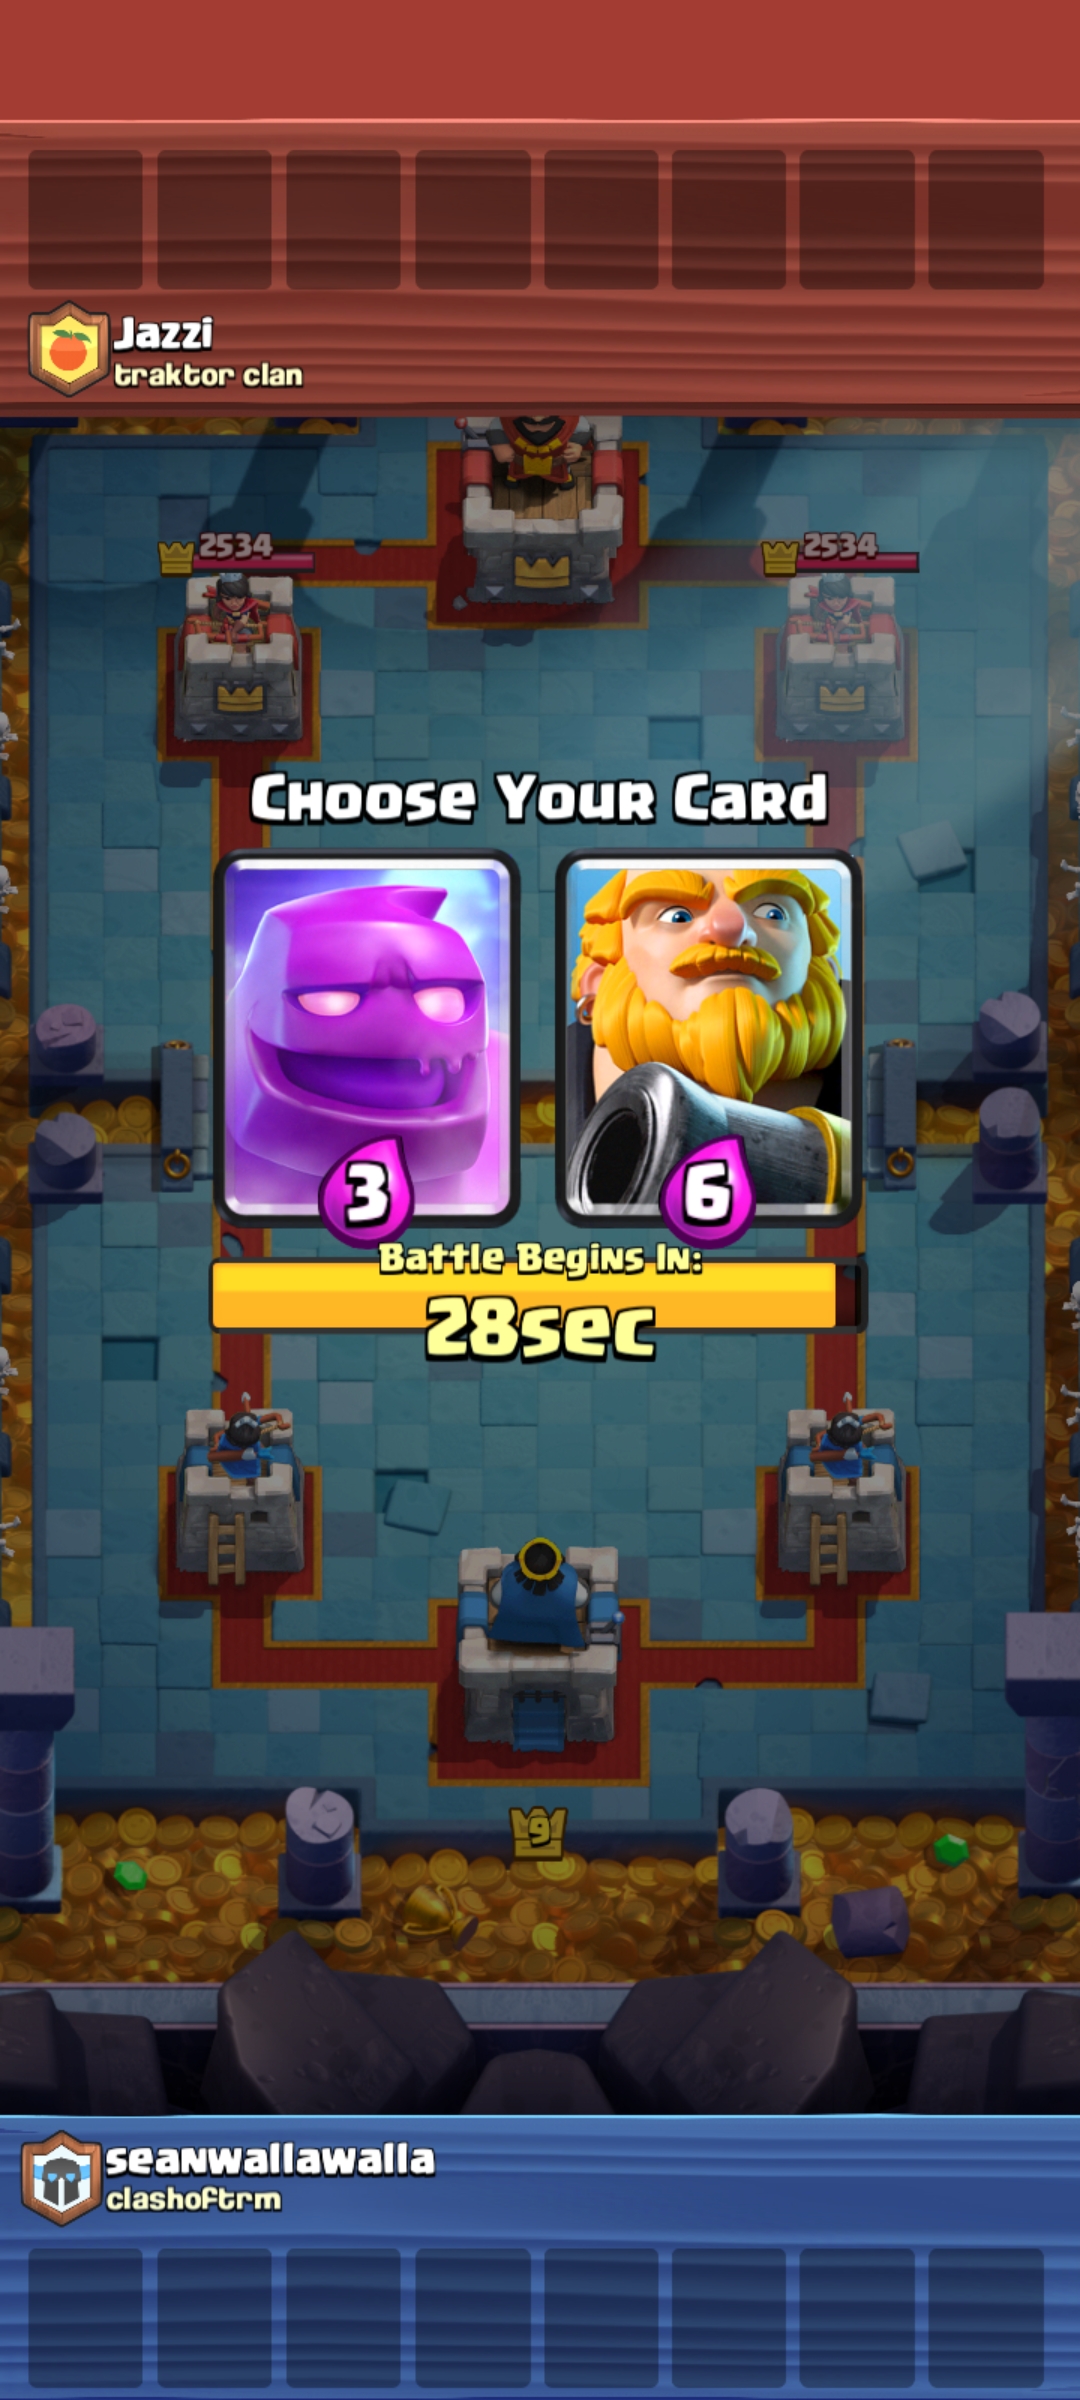 Jazzi
traktor clan
2534
2534
Choose Your Card
3
6
Battle Begins In:
28sec
9
seanwallawalla
clashoftrm